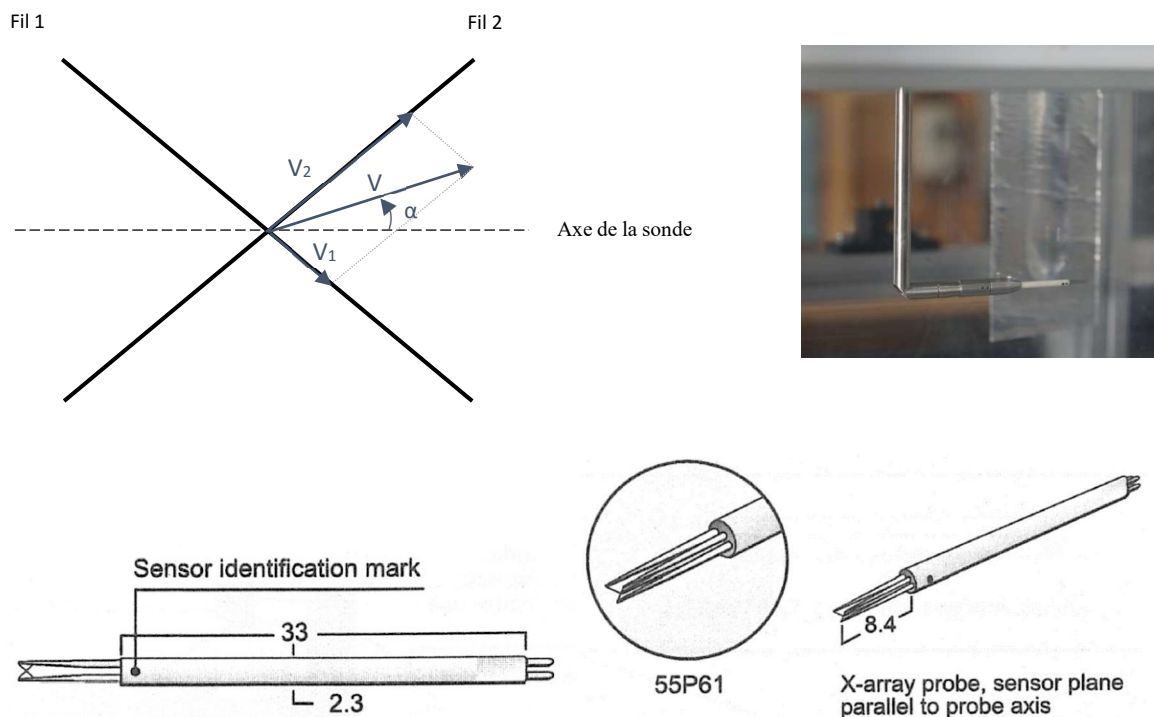 Fil 1
Fil 2
V₂
V
α
V₁
Axe de la sonde
Sensor identification mark
33
2.3
55P61
8.4
X-array probe, sensor plane
parallel to probe axis